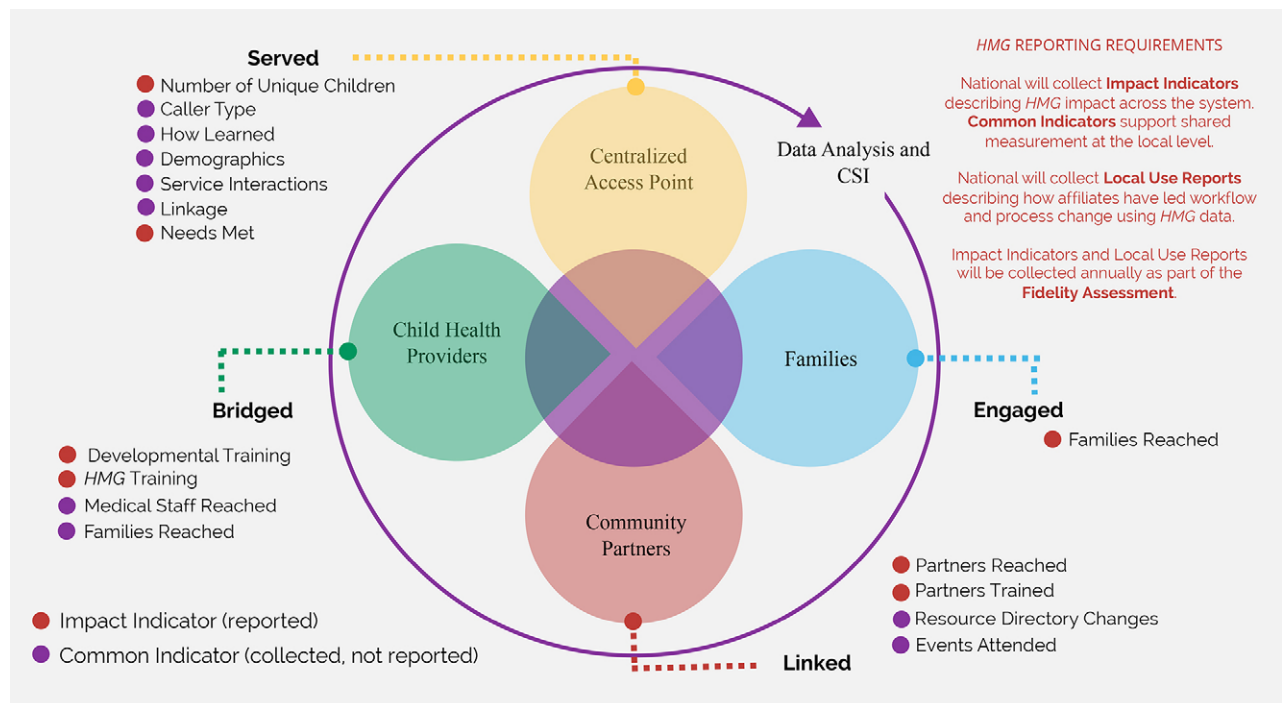 Served
Number of Unique Children
Caller Type
How Learned
Demographics
Service Interactions
Linkage
Needs Met
HMG REPORTING REQUIREMENTS
National will collect Impact Indicators
describing HMG impact across the system.
Common Indicators support shared
measurement at the local level.
National will collect Local Use Reports
describing how affiliates have led workflow
and process change using HMG data.
Impact Indicators and Local Use Reports
will be collected annually as part of the
Fidelity Assessment.
Data Analysis and
CSI
Centralized
Access Point
Child Health
Providers
Families
Community
Partners
Bridged
Developmental Training
HMG Training
Medical Staff Reached
Families Reached
Engaged
Families Reached
Partners Reached
Partners Trained
Resource Directory Changes
Events Attended
Linked
Impact Indicator (reported)
Common Indicator (collected, not reported)